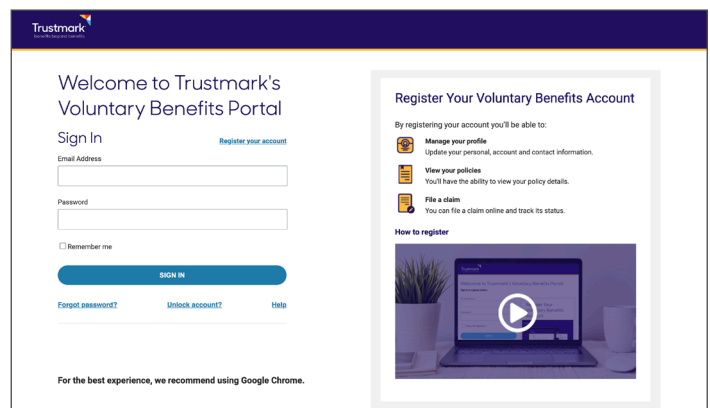 Trustmark
benefits beyond benefits
Welcome to Trustmark's
Voluntary Benefits Portal
Sign In
Register your account
Email Address
Password
Remember me
SIGN IN
Forgot password?
Unlock account?
Help
For the best experience, we recommend using Google Chrome.
Register Your Voluntary Benefits Account
By registering your account you'll be able to:
Manage your profile
Update your personal, account and contact information.
View your policies
You'll have the ability to view your policy details.
File a claim
You can file a claim online and track its status.
How to register
Trustmark
Welcome to Trustmark's Voluntary Benefits Portal